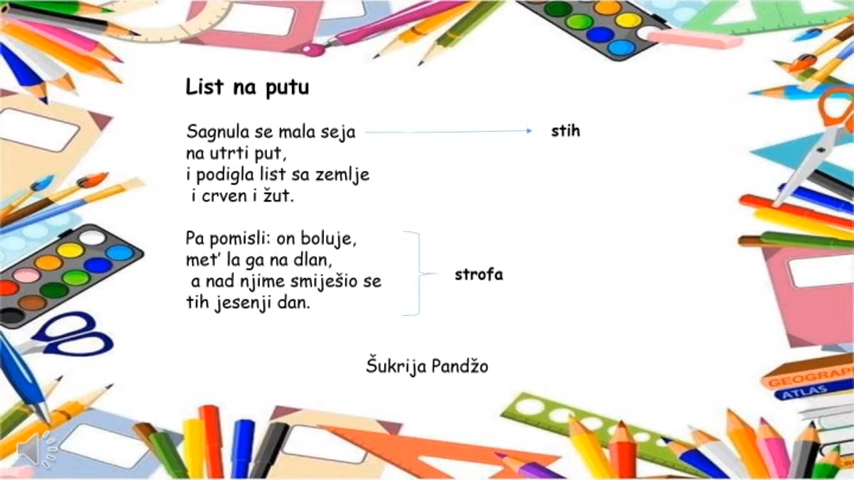 List na putu
Sagnula se mala seja
stih
na utrti put,
i podigla list sa zemlje
i crven i žut.
Pa pomisli: on boluje,
met' la ga na dlan,
a nad njime smiješio se
tih jesenji dan.
strofa
Šukrija Pandžo
GEOGRAP
ATLAS